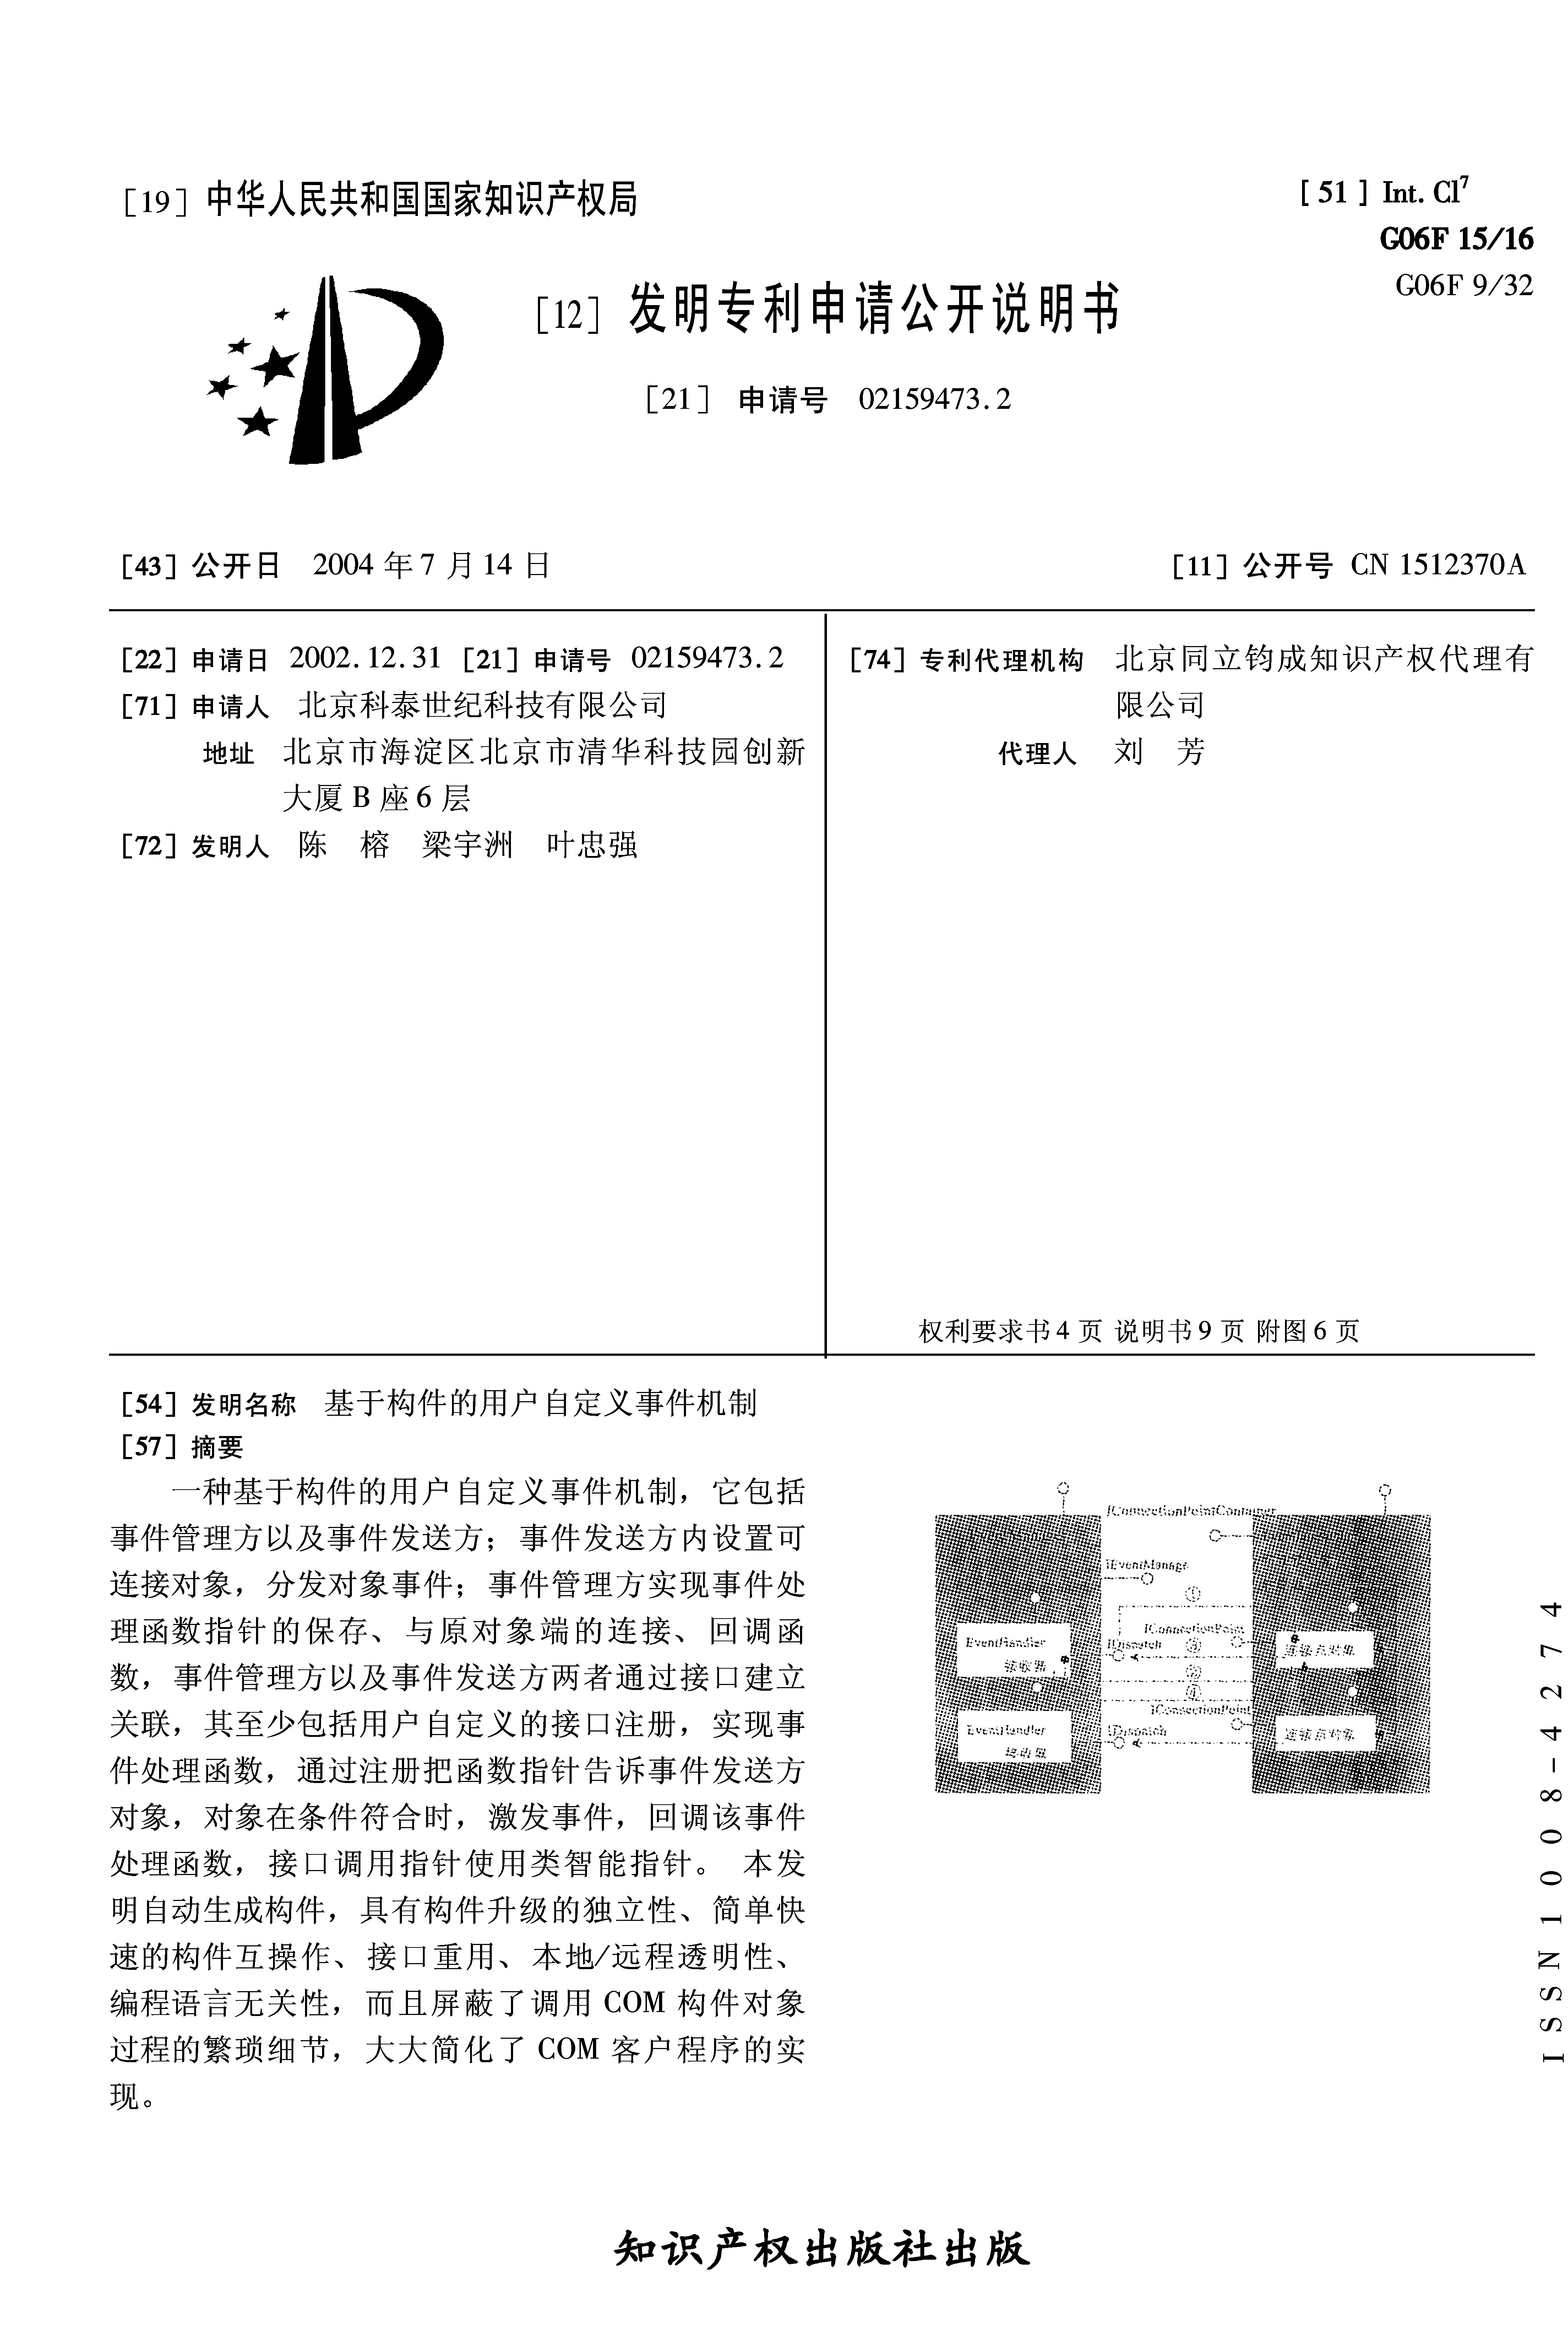 [19] 中华人民共和国国家知识产权局
[51] Int. Cl7
G06F 15/16
G06F 9/32
[12] 发明专利申请公开说明书
[21] 申请号 02159473.2
[43] 公开日 2004 年 7 月 14 日
[11] 公开号 CN 1512370A
[22] 申请日 2002.12.31 [21] 申请号 02159473.2
[71] 申请人 北京科泰世纪科技有限公司
地址 北京市海淀区北京市清华科技园创新
大厦 B 座 6 层
[72] 发明人 陈 榕 梁宇洲 叶忠强
[74] 专利代理机构 北京同立钧成知识产权代理有
限公司
代理人 刘 芳
权利要求书 4 页 说明书 9 页 附图 6 页
[54] 发明名称 基于构件的用户自定义事件机制
[57] 摘要
一种基于构件的用户自定义事件机制，它包括
事件管理方以及事件发送方；事件发送方内设置可
连接对象，分发对象事件；事件管理方实现事件处
理函数指针的保存、与原对象端的连接、回调函
数，事件管理方以及事件发送方两者通过接口建立
关联，其至少包括用户自定义的接口注册，实现事
件处理函数，通过注册把函数指针告诉事件发送方
对象，对象在条件符合时，激发事件，回调该事件
处理函数，接口调用指针使用类智能指针。 本发
明自动生成构件，具有构件升级的独立性、简单快
速的构件互操作、接口重用、本地/远程透明性、
编程语言无关性，而且屏蔽了调用 COM 构件对象
过程的繁琐细节，大大简化了 COM 客户程序的实
现。
IConnectionPointContainer
IEventManage
①
IConnectionPoint
EventHandler
接收器
IDispatch
③
连接点对象
②
④
IConnectionPoint
EventHandler
接收器
IDispatch
连接点对象
ISSN 1008-4274
知识产权出版社出版